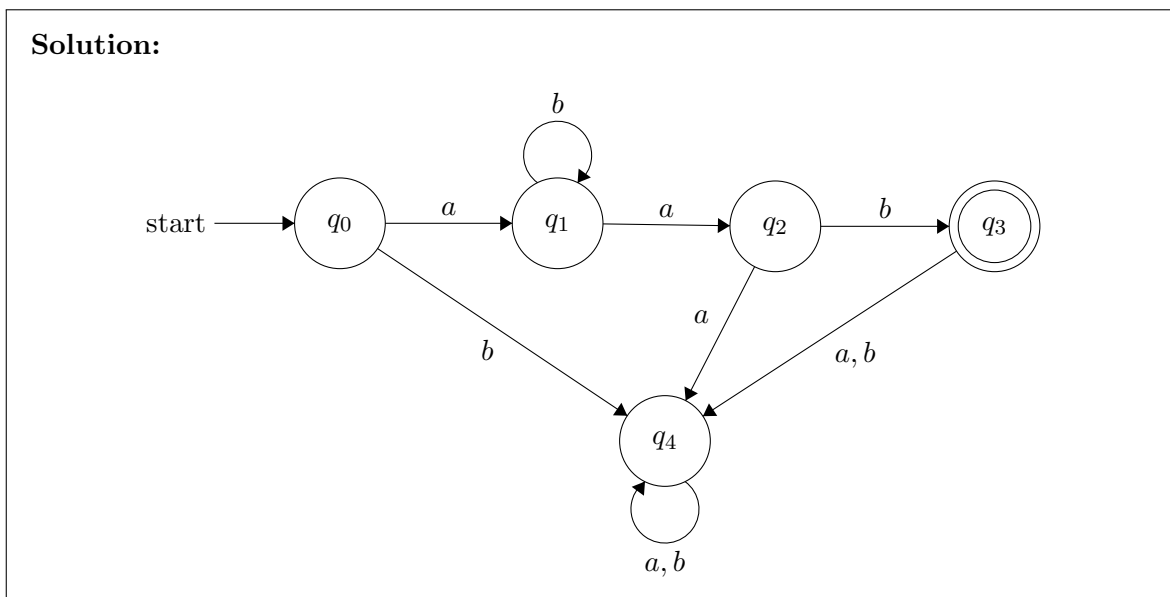 Solution:
b
start q0 a q1 a q2 b q3
b a a, b
q4
a, b